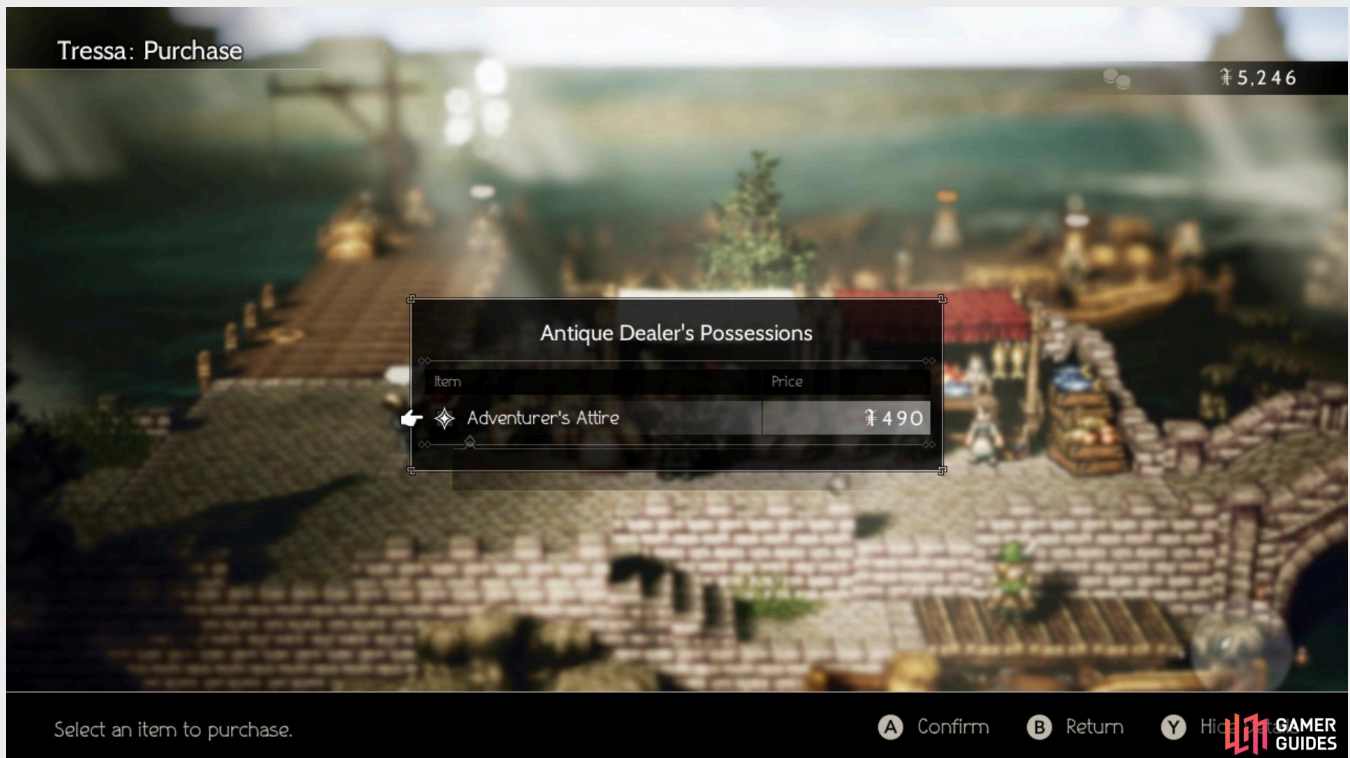 Tressa: Purchase
5,246
Antique Dealer's Possessions
Item Price
Adventurer's Attire 490
Select an item to purchase.
A Confirm B Return Y
GAMER
GUIDES